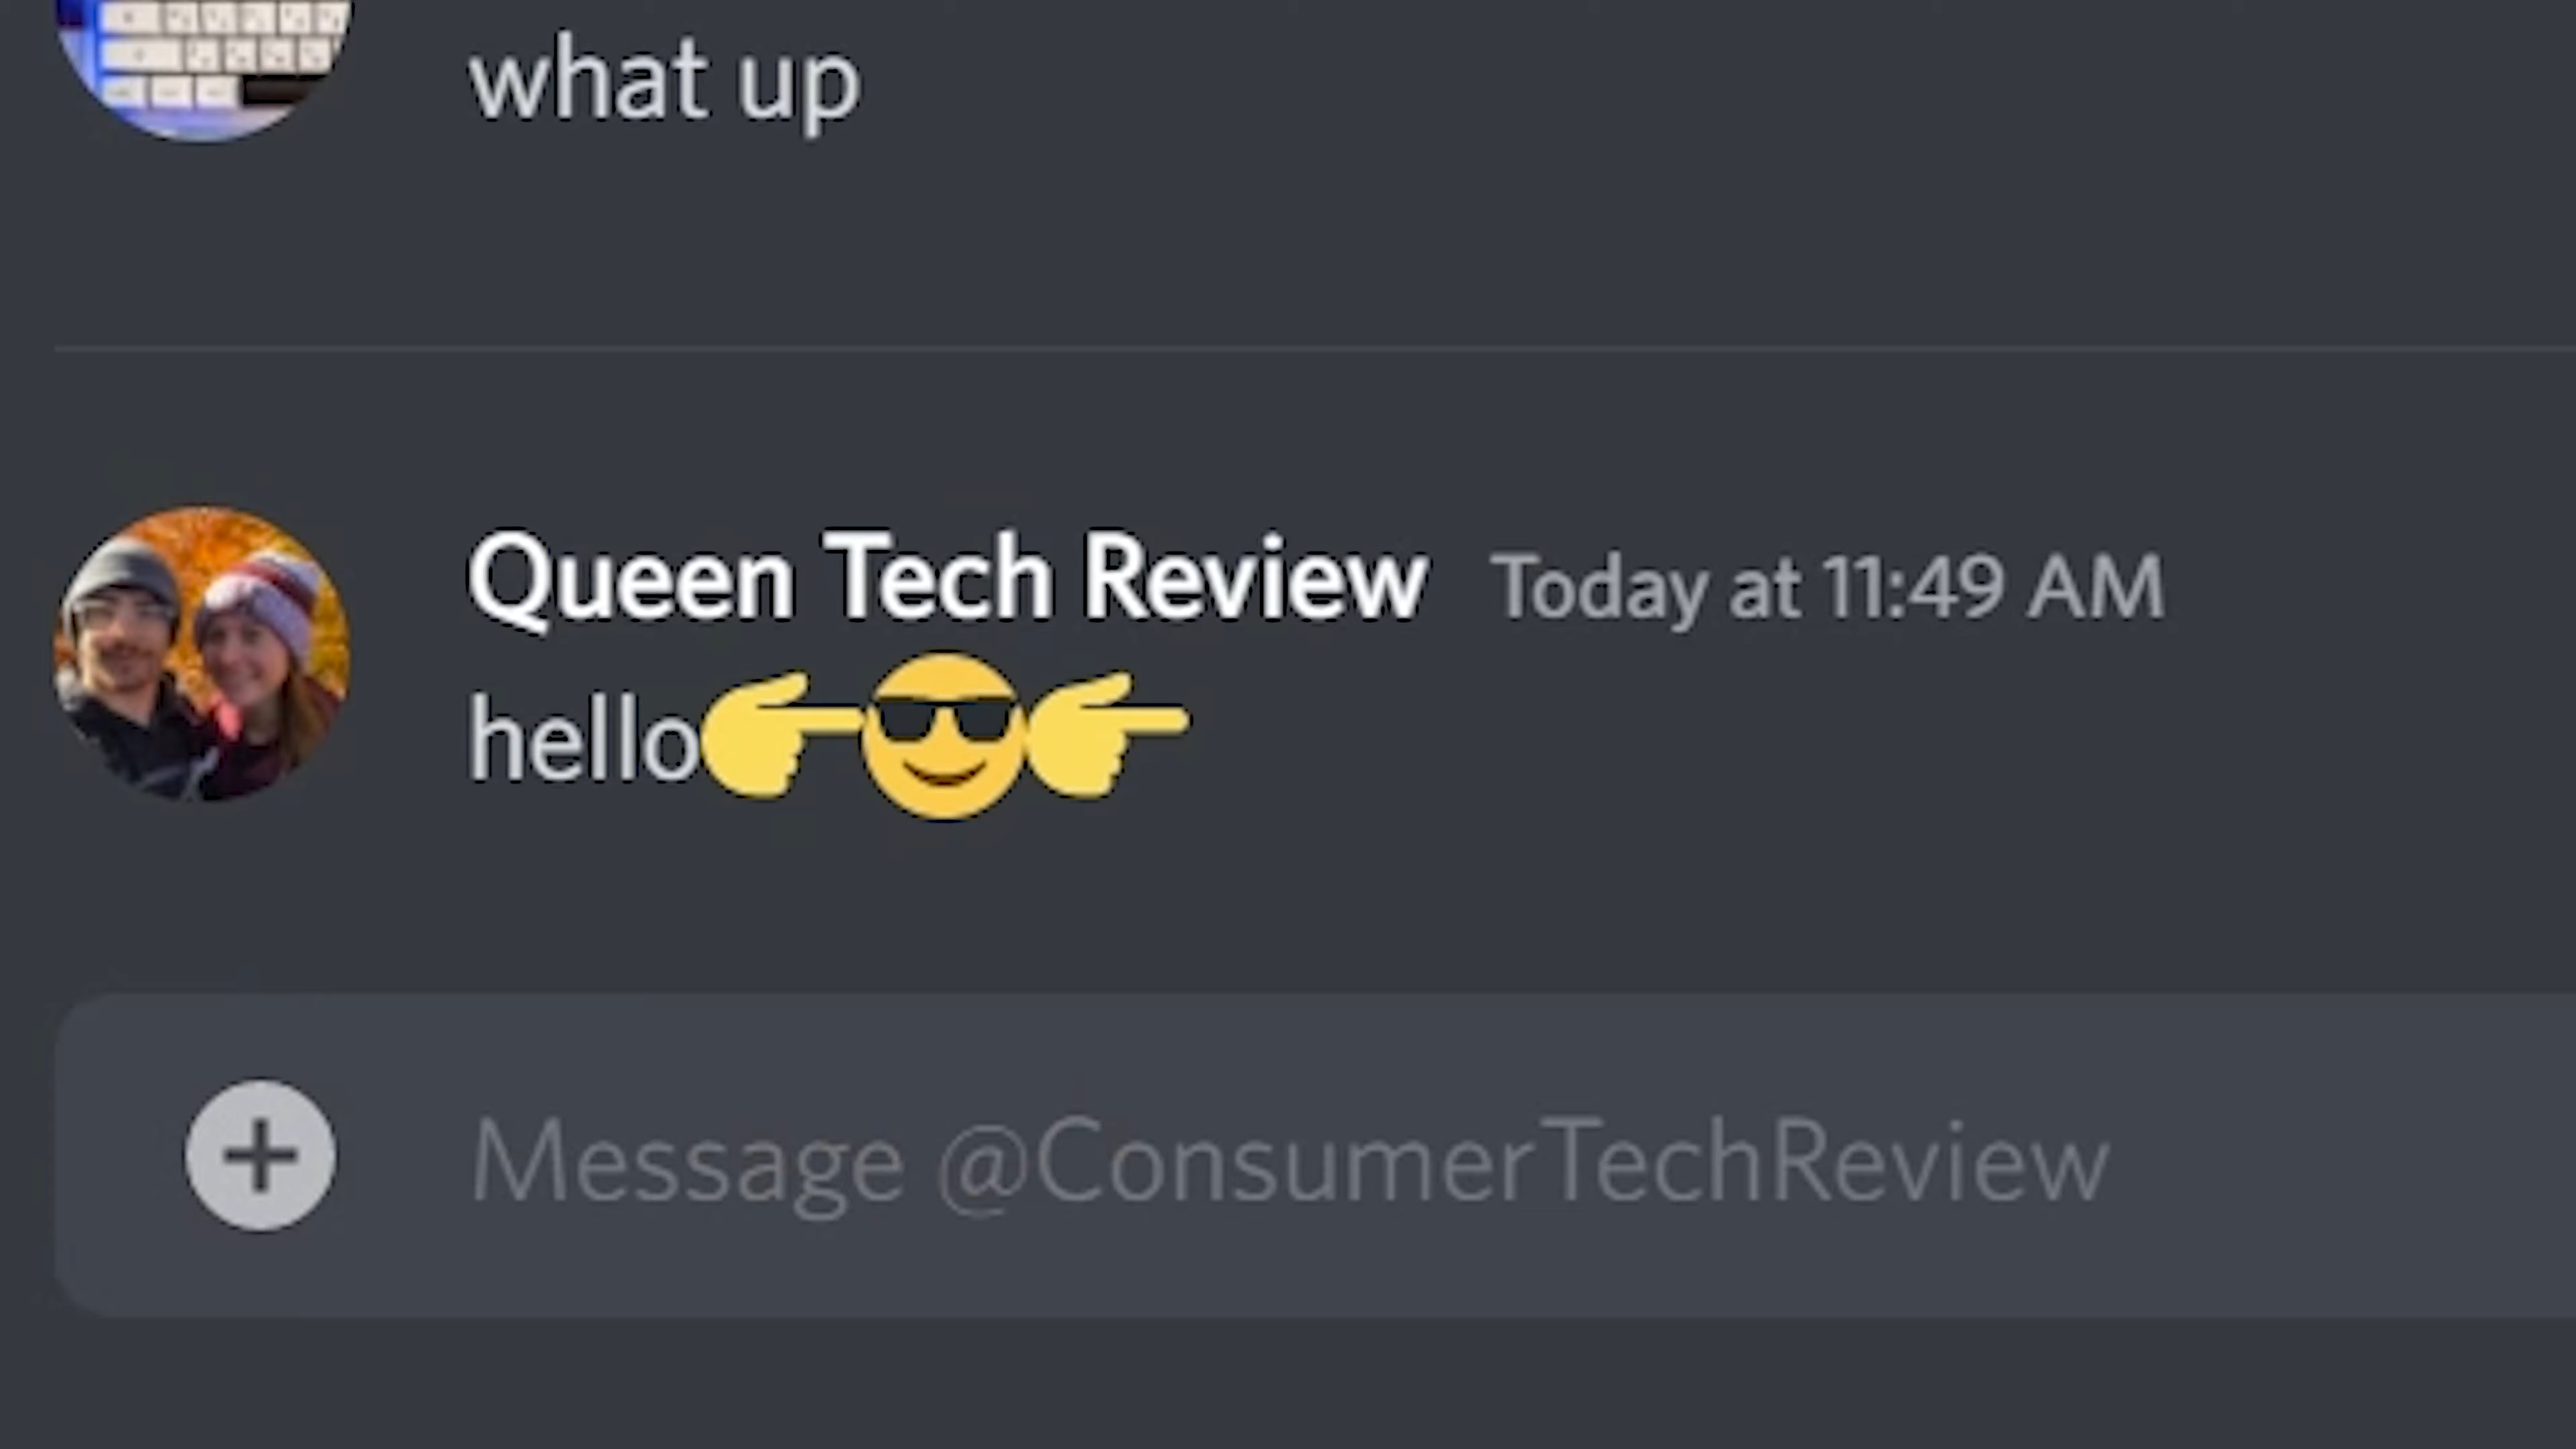 what up
Queen Tech Review Today at 11:49 AM
hello👉😎👉
Message @ConsumerTechReview